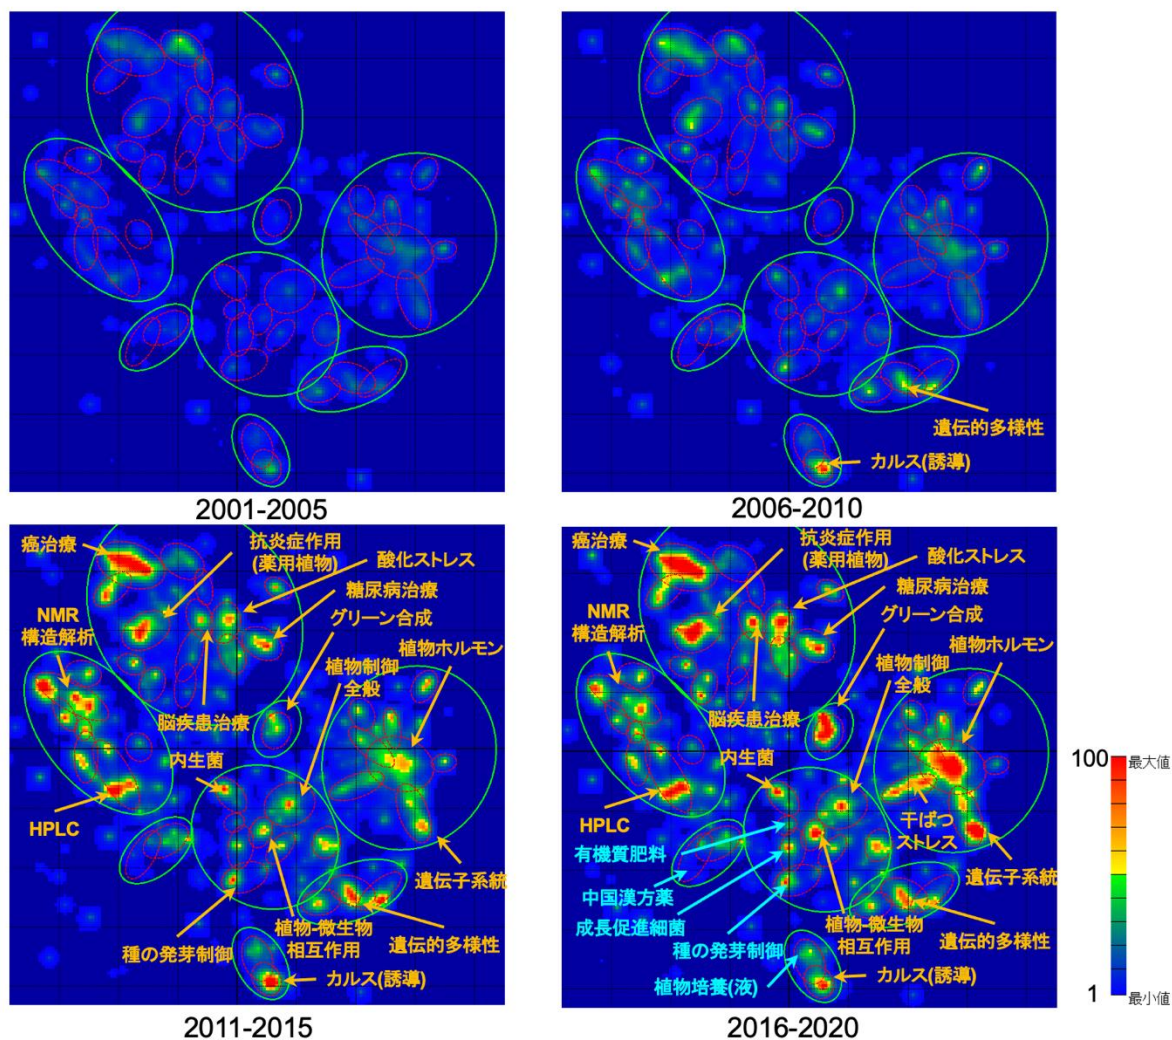 遺伝的多様性
カルス(誘導)
2001-2005
2006-2010
癌治療
抗炎症作用
(薬用植物)
酸化ストレス
糖尿病治療
グリーン合成
NMR
構造解析
植物ホルモン
植物制御
全般
脳疾患治療
内生菌
HPLC
遺伝子系統
種の発芽制御
植物-微生物
相互作用
遺伝的多様性
カルス(誘導)
2011-2015
癌治療
抗炎症作用
(薬用植物)
酸化ストレス
糖尿病治療
グリーン合成
NMR
構造解析
植物ホルモン
植物制御
全般
脳疾患治療
内生菌
HPLC
干ばつ
ストレス
有機質肥料
遺伝子系統
中国漢方薬
成長促進細菌
植物-微生物
相互作用
種の発芽制御
遺伝的多様性
植物培養(液)
カルス(誘導)
2016-2020
100 最大値
1 最小値